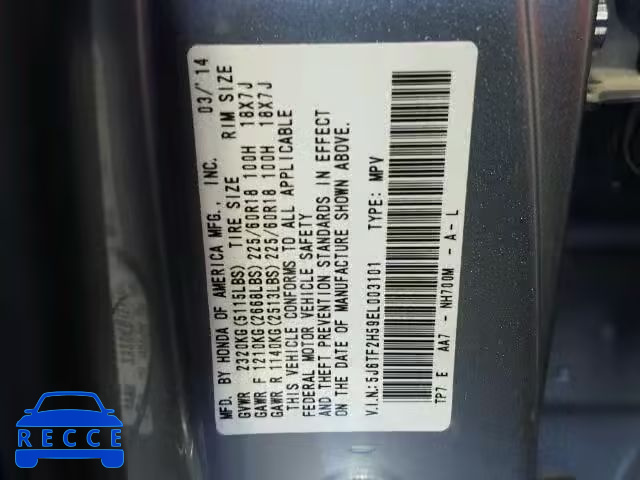 MFD. BY HONDA OF AMERICA MFG., INC. 03/'14
GVWR 2320KG(5115LBS) TIRE SIZE RIM SIZE
GAWR F 1210KG(2668LBS) 225/60R18 100H 18X7J
GAWR R 1140KG(2513LBS) 225/60R18 100H 18X7J
THIS VEHICLE CONFORMS TO ALL APPLICABLE
FEDERAL MOTOR VEHICLE SAFETY
AND THEFT PREVENTION STANDARDS IN EFFECT
ON THE DATE OF MANUFACTURE SHOWN ABOVE.
V.I.N.:5J6TF2H59EL003101 TYPE: MPV
TP7 E AA7 - NH700M - A - L
RECCE